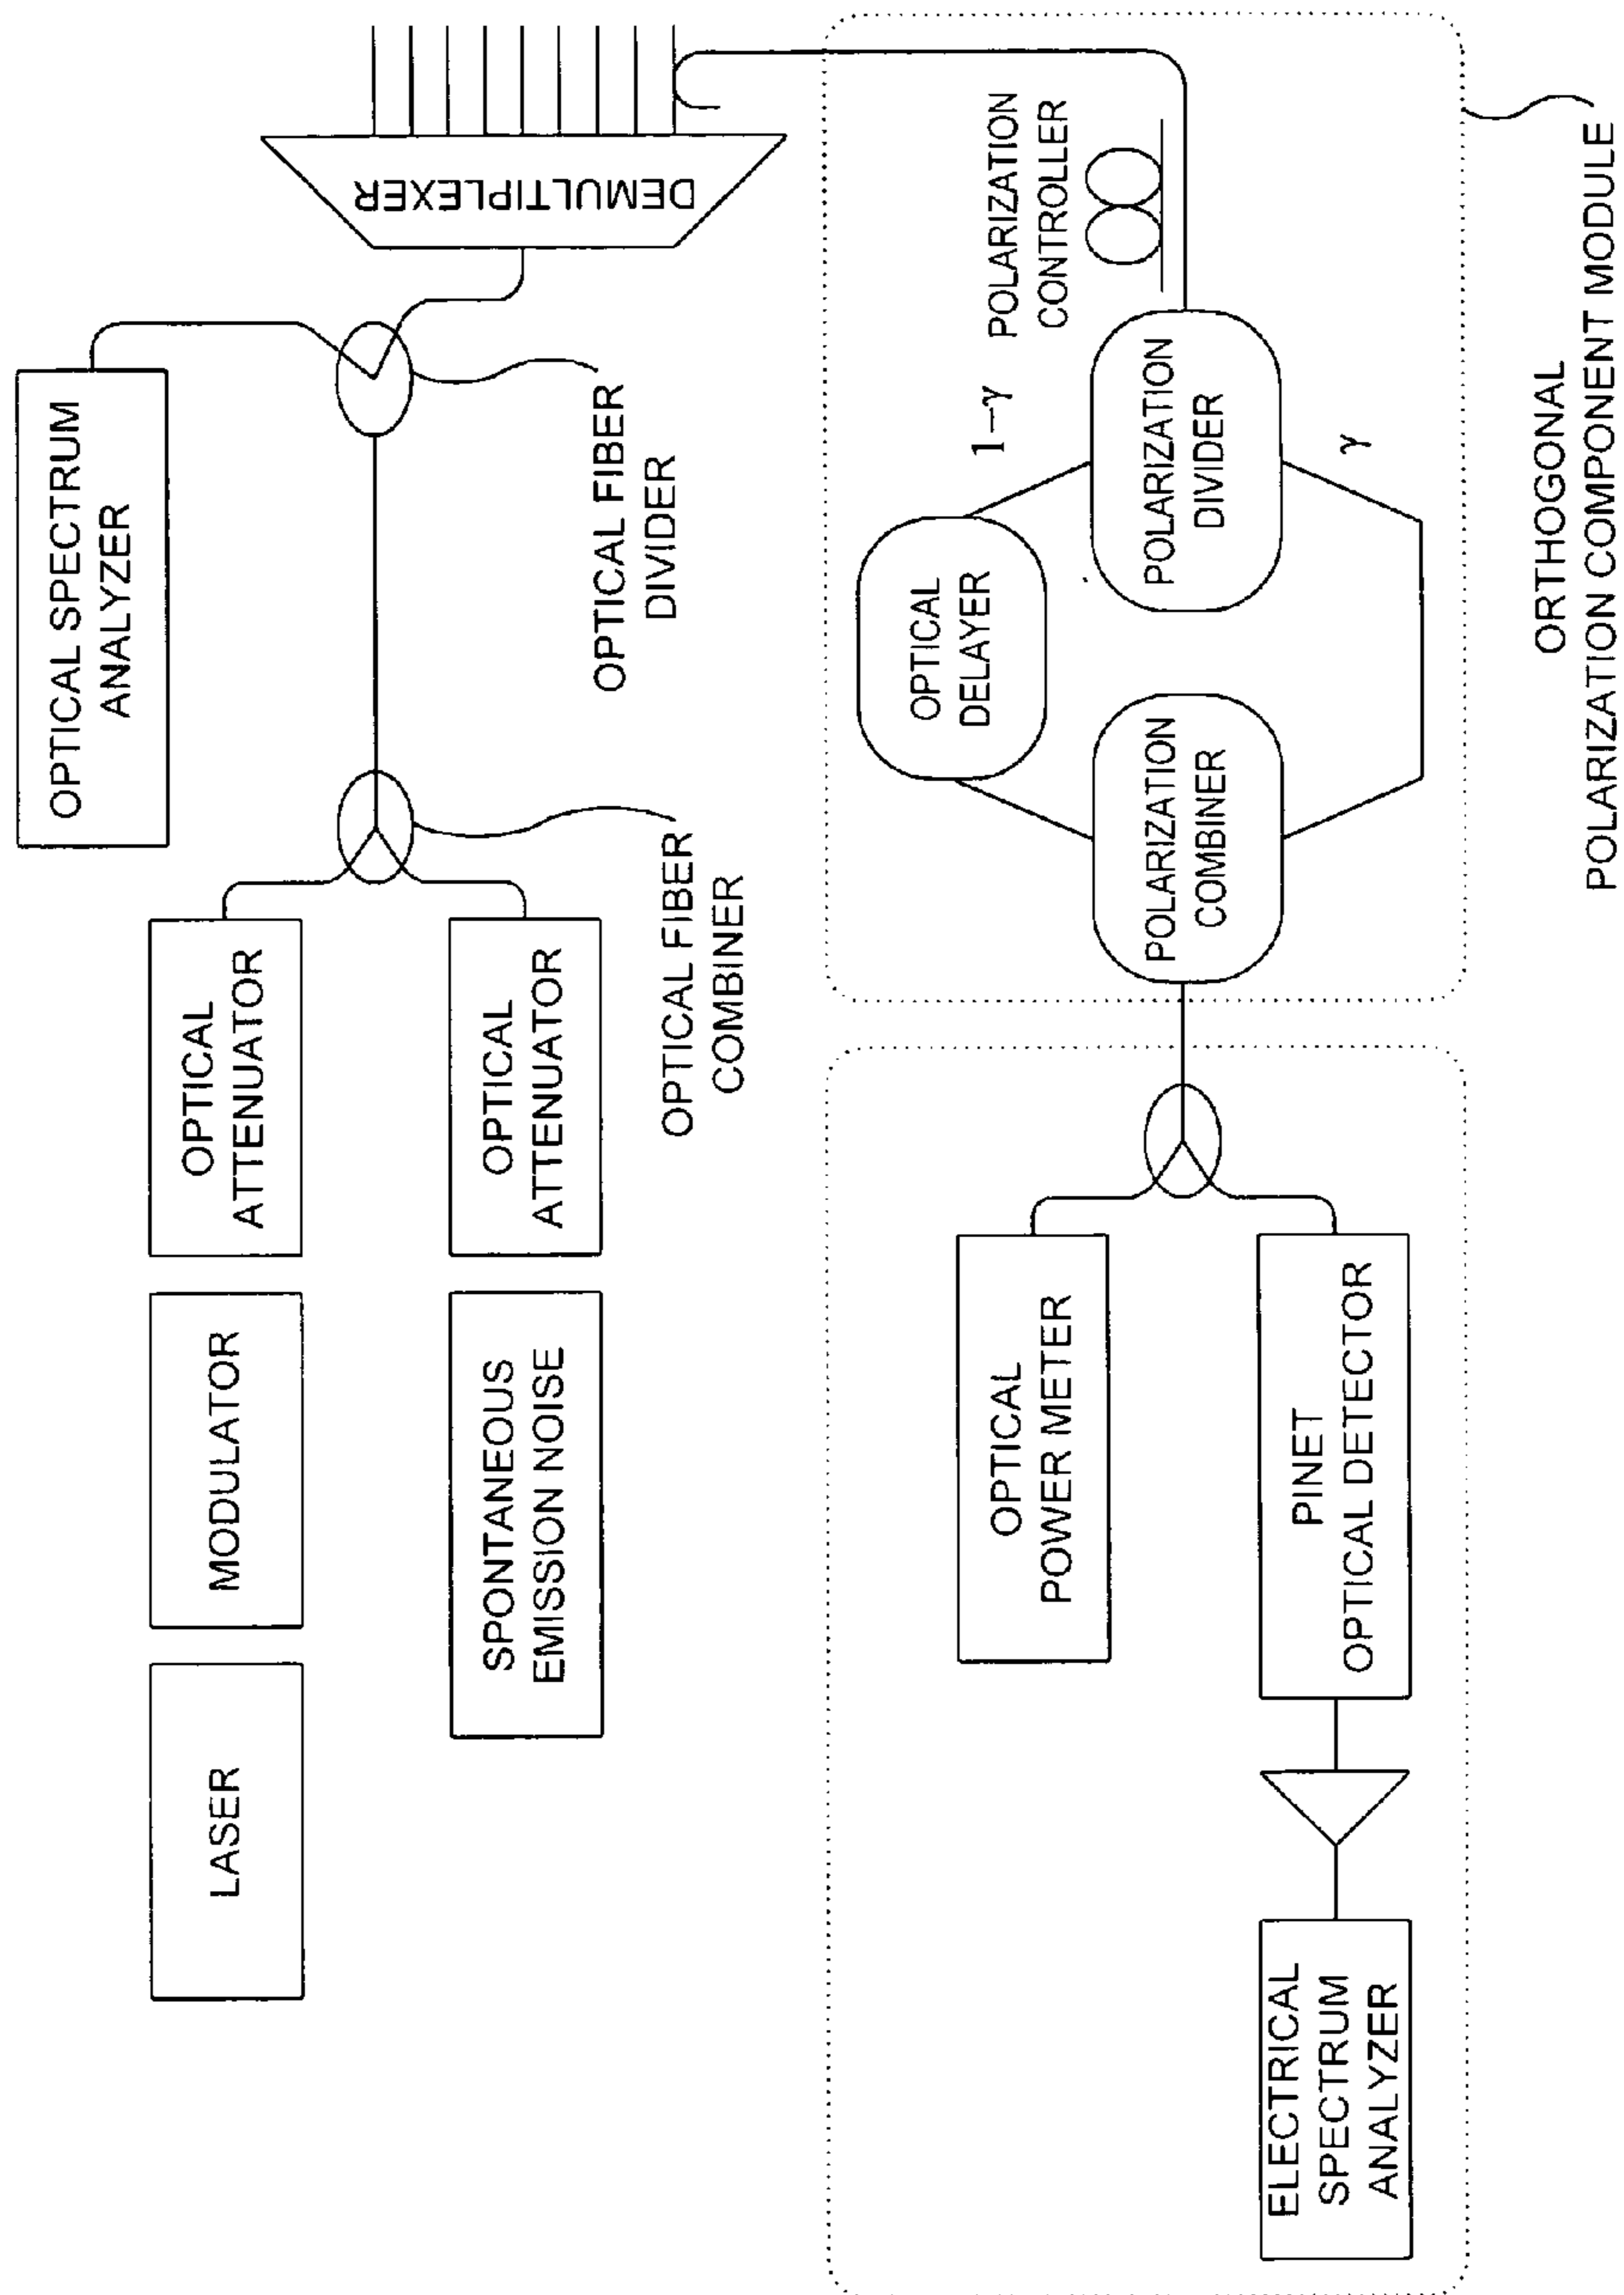 LASER
MODULATOR
OPTICAL
ATTENUATOR
SPONTANEOUS
EMISSION NOISE
OPTICAL
ATTENUATOR
OPTICAL FIBER
COMBINER
OPTICAL SPECTRUM
ANALYZER
OPTICAL FIBER
DIVIDER
DEMULTIPLEXER
ELECTRICAL
SPECTRUM
ANALYZER
OPTICAL
POWER METER
PINET
OPTICAL DETECTOR
POLARIZATION
COMBINER
OPTICAL
DELAYER
1-γ
γ
POLARIZATION
DIVIDER
POLARIZATION
CONTROLLER
ORTHOGONAL
POLARIZATION COMPONENT MODULE